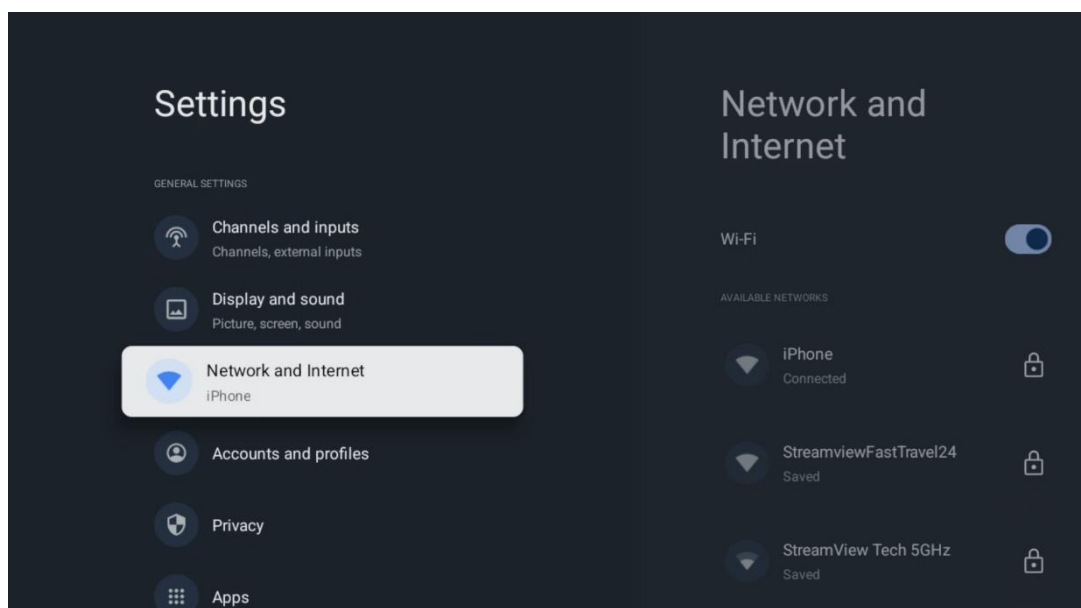 Settings
GENERAL SETTINGS
Channels and inputs
Channels, external inputs
Display and sound
Picture, screen, sound
Network and Internet
iPhone
Accounts and profiles
Privacy
Apps
Network and
Internet
Wi-Fi
AVAILABLE NETWORKS
iPhone
Connected
StreamviewFastTravel24
Saved
StreamView Tech 5GHz
Saved